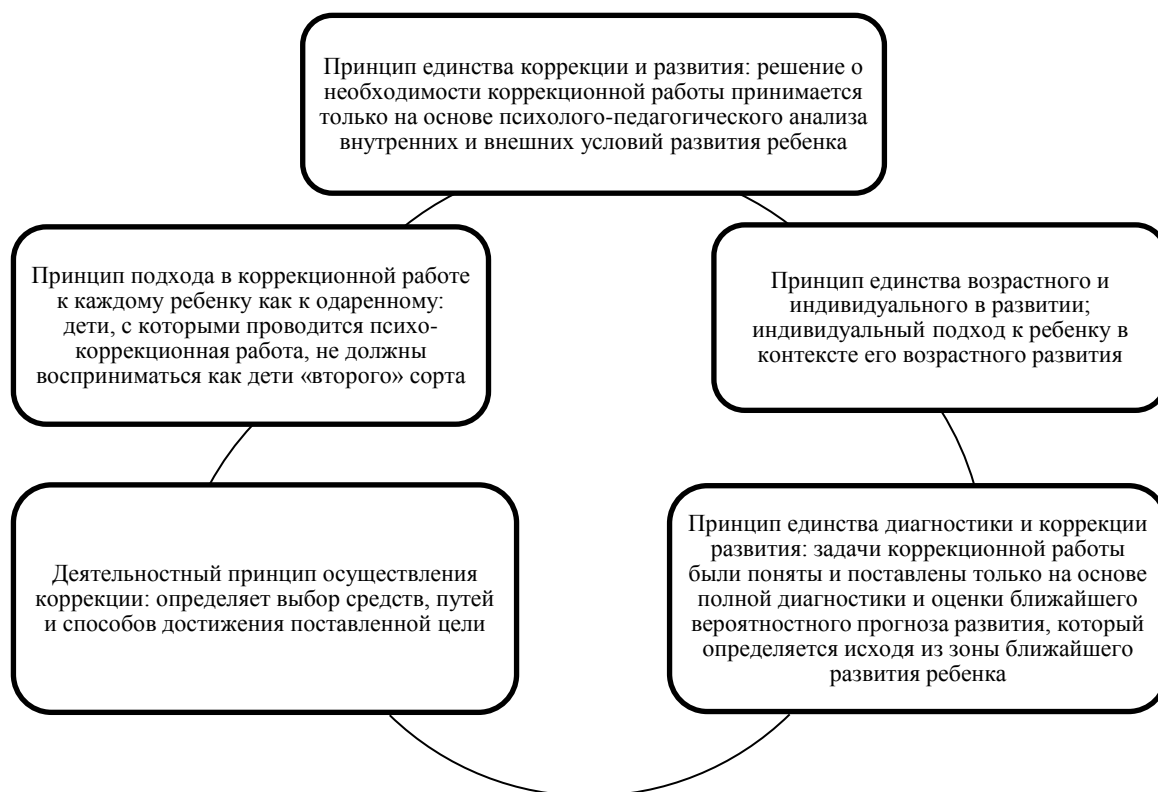 Принцип единства коррекции и развития: решение о
необходимости коррекционной работы принимается
только на основе психолого-педагогического анализа
внутренних и внешних условий развития ребенка
Принцип подхода в коррекционной работе
к каждому ребенку как к одаренному:
дети, с которыми проводится психо-
коррекционная работа, не должны
восприниматься как дети «второго» сорта
Принцип единства возрастного и
индивидуального в развитии;
индивидуальный подход к ребенку в
контексте его возрастного развития
Деятельностный принцип осуществления
коррекции: определяет выбор средств, путей
и способов достижения поставленной цели
Принцип единства диагностики и коррекции
развития: задачи коррекционной работы
были поняты и поставлены только на основе
полной диагностики и оценки ближайшего
вероятностного прогноза развития, который
определяется исходя из зоны ближайшего
развития ребенка